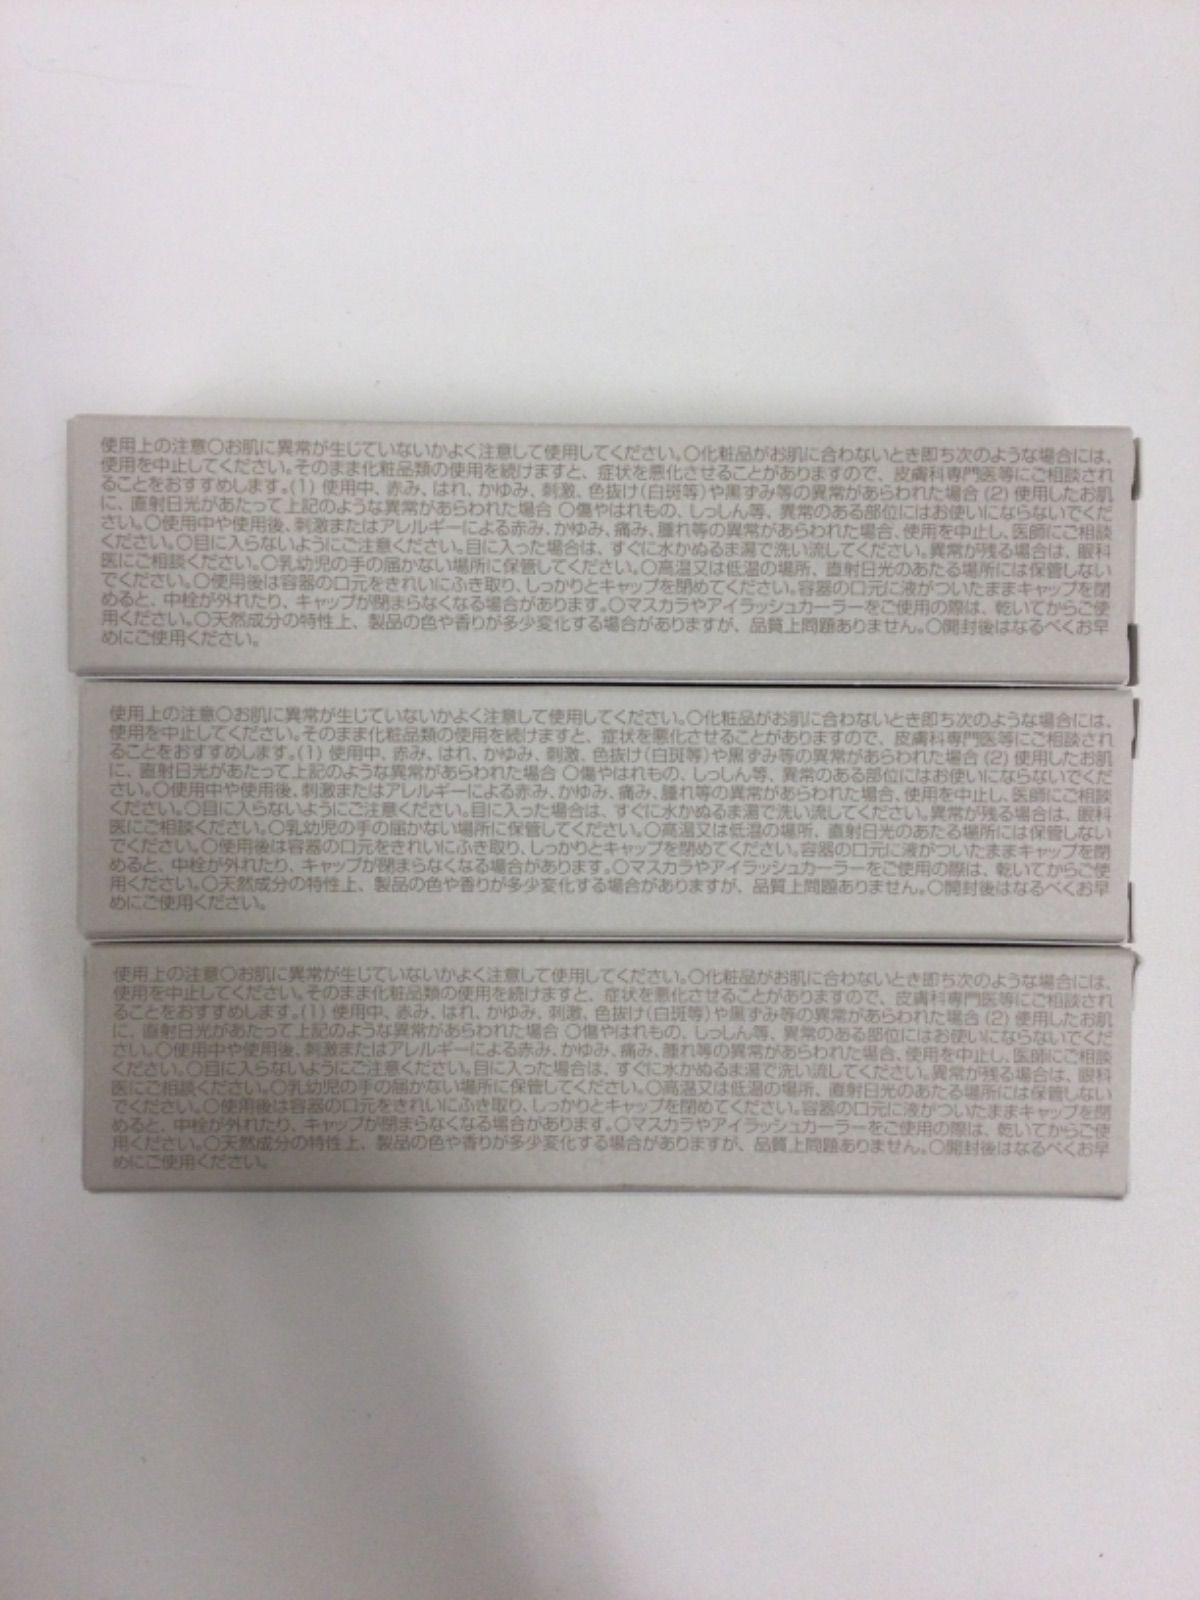 使用上の注意○お肌に異常が生じていないかよく注意して使用してください。○化粧品がお肌に合わないとき即ち次のような場合には、
使用を中止してください。そのまま化粧品類の使用を続けますと、症状を悪化させることがありますので、皮膚科専門医等にご相談され
ることをおすすめします。(1) 使用中、赤み、はれ、かゆみ、刺激、色抜け(白斑等)や黒ずみ等の異常があらわれた場合 (2) 使用したお肌
に、直射日光があたって上記のような異常があらわれた場合 ○傷やはれもの、しっしん等、異常のある部位にはお使いにならないでくだ
さい。○使用中や使用後、刺激またはアレルギーによる赤み、かゆみ、痛み、腫れ等の異常があらわれた場合、使用を中止し、医師にご相談
ください。○目に入らないようにご注意ください。目に入った場合は、すぐに水かぬるま湯で洗い流してください。異常が残る場合は、眼科
医にご相談ください。○乳幼児の手の届かない場所に保管してください。○高温又は低温の場所、直射日光のあたる場所には保管しない
でください。○使用後は容器の口元をきれいにふき取り、しっかりとキャップを閉めてください。容器の口元に液がついたままキャップを閉
めると、中栓が外れたり、キャップが閉まらなくなる場合があります。○マスカラやアイラッシュカーラーをご使用の際は、乾いてからご使
用ください。○天然成分の特性上、製品の色や香りが多少変化する場合がありますが、品質上問題ありません。○開封後はなるべくお早
めにご使用ください。
使用上の注意○お肌に異常が生じていないかよく注意して使用してください。○化粧品がお肌に合わないとき即ち次のような場合には、
使用を中止してください。そのまま化粧品類の使用を続けますと、症状を悪化させることがありますので、皮膚科専門医等にご相談され
ることをおすすめします。(1) 使用中、赤み、はれ、かゆみ、刺激、色抜け(白斑等)や黒ずみ等の異常があらわれた場合 (2) 使用したお肌
に、直射日光があたって上記のような異常があらわれた場合 ○傷やはれもの、しっしん等、異常のある部位にはお使いにならないでくだ
さい。○使用中や使用後、刺激またはアレルギーによる赤み、かゆみ、痛み、腫れ等の異常があらわれた場合、使用を中止し、医師にご相談
ください。○目に入らないようにご注意ください。目に入った場合は、すぐに水かぬるま湯で洗い流してください。異常が残る場合は、眼科
医にご相談ください。○乳幼児の手の届かない場所に保管してください。○高温又は低温の場所、直射日光のあたる場所には保管しない
でください。○使用後は容器の口元をきれいにふき取り、しっかりとキャップを閉めてください。容器の口元に液がついたままキャップを閉
めると、中栓が外れたり、キャップが閉まらなくなる場合があります。○マスカラやアイラッシュカーラーをご使用の際は、乾いてからご使
用ください。○天然成分の特性上、製品の色や香りが多少変化する場合がありますが、品質上問題ありません。○開封後はなるべくお早
めにご使用ください。
使用上の注意○お肌に異常が生じていないかよく注意して使用してください。○化粧品がお肌に合わないとき即ち次のような場合には、
使用を中止してください。そのまま化粧品類の使用を続けますと、症状を悪化させることがありますので、皮膚科専門医等にご相談され
ることをおすすめします。(1) 使用中、赤み、はれ、かゆみ、刺激、色抜け(白斑等)や黒ずみ等の異常があらわれた場合 (2) 使用したお肌
に、直射日光があたって上記のような異常があらわれた場合 ○傷やはれもの、しっしん等、異常のある部位にはお使いにならないでくだ
さい。○使用中や使用後、刺激またはアレルギーによる赤み、かゆみ、痛み、腫れ等の異常があらわれた場合、使用を中止し、医師にご相談
ください。○目に入らないようにご注意ください。目に入った場合は、すぐに水かぬるま湯で洗い流してください。異常が残る場合は、眼科
医にご相談ください。○乳幼児の手の届かない場所に保管してください。○高温又は低温の場所、直射日光のあたる場所には保管しない
でください。○使用後は容器の口元をきれいにふき取り、しっかりとキャップを閉めてください。容器の口元に液がついたままキャップを閉
めると、中栓が外れたり、キャップが閉まらなくなる場合があります。○マスカラやアイラッシュカーラーをご使用の際は、乾いてからご使
用ください。○天然成分の特性上、製品の色や香りが多少変化する場合がありますが、品質上問題ありません。○開封後はなるべくお早
めにご使用ください。